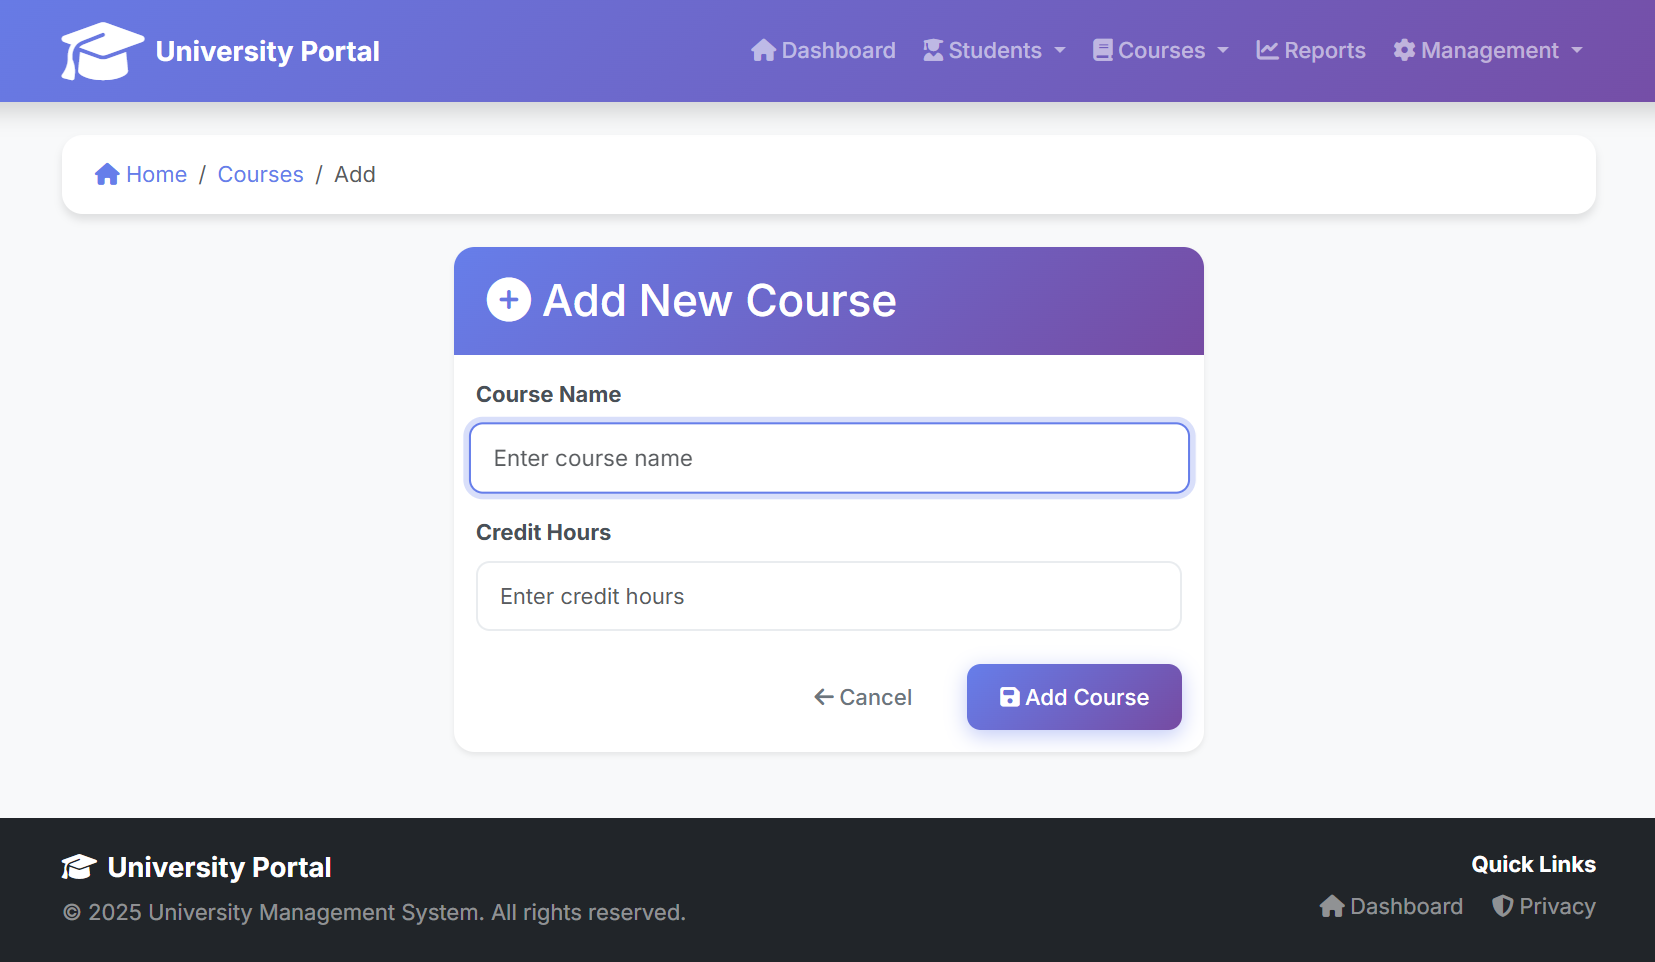 University Portal
Dashboard Students Courses Reports Management
Home / Courses / Add
Add New Course
Course Name
Enter course name
Credit Hours
Enter credit hours
Cancel Add Course
University Portal
© 2025 University Management System. All rights reserved.
Quick Links
Dashboard Privacy